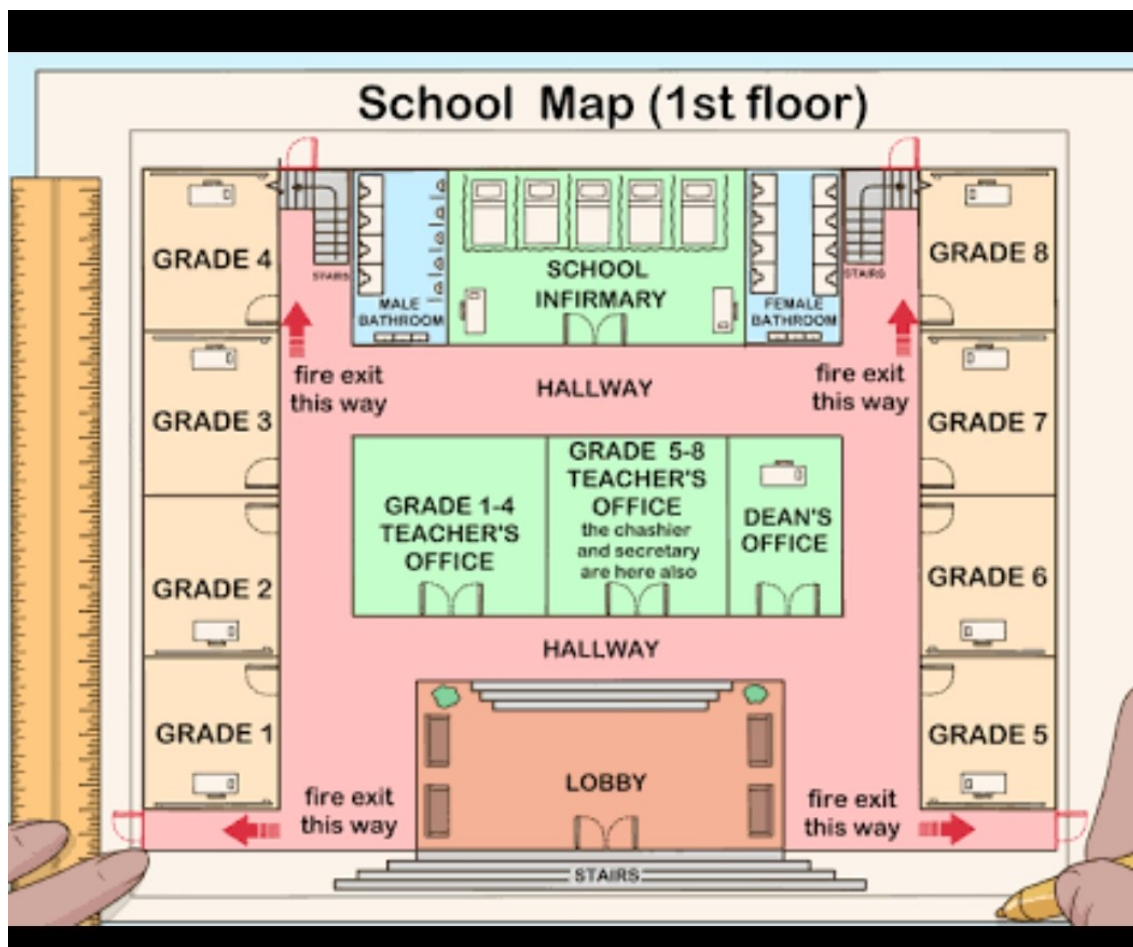 School Map (1st floor)
GRADE 4
STAIRS
MALE
BATHROOM
SCHOOL
INFIRMARY
FEMALE
BATHROOM
STAIRS
GRADE 8
fire exit
this way
HALLWAY
fire exit
this way
GRADE 3
GRADE 7
GRADE 1-4
TEACHER'S
OFFICE
GRADE 5-8
TEACHER'S
OFFICE
the chashier
and secretary
are here also
DEAN'S
OFFICE
GRADE 2
GRADE 6
HALLWAY
GRADE 1
GRADE 5
LOBBY
fire exit
this way
fire exit
this way
STAIRS